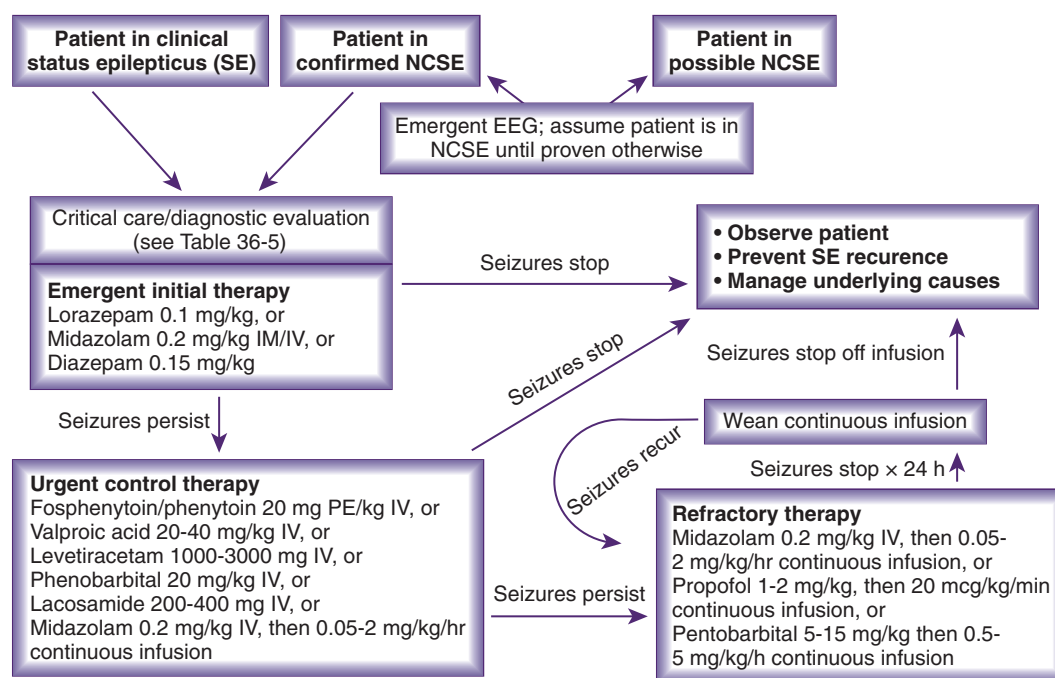 Patient in clinical
status epilepticus (SE)
Patient in
confirmed NCSE
Patient in
possible NCSE
Emergent EEG; assume patient is in
NCSE until proven otherwise
Critical care/diagnostic evaluation
(see Table 36-5)
Emergent initial therapy
Lorazepam 0.1 mg/kg, or
Midazolam 0.2 mg/kg IM/IV, or
Diazepam 0.15 mg/kg
Seizures stop
• Observe patient
• Prevent SE recurence
• Manage underlying causes
Seizures persist
Seizures stop
Seizures stop off infusion
Wean continuous infusion
Seizures recur
Seizures stop × 24 h
Urgent control therapy
Fosphenytoin/phenytoin 20 mg PE/kg IV, or
Valproic acid 20-40 mg/kg IV, or
Levetiracetam 1000-3000 mg IV, or
Phenobarbital 20 mg/kg IV, or
Lacosamide 200-400 mg IV, or
Midazolam 0.2 mg/kg IV, then 0.05-2 mg/kg/hr
continuous infusion
Seizures persist
Refractory therapy
Midazolam 0.2 mg/kg IV, then 0.05-
2 mg/kg/hr continuous infusion, or
Propofol 1-2 mg/kg, then 20 mcg/kg/min
continuous infusion, or
Pentobarbital 5-15 mg/kg then 0.5-
5 mg/kg/h continuous infusion